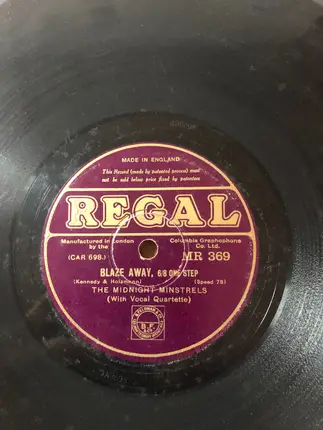 MADE IN ENGLAND
This Record (made by patented process) must
not be sold below price fixed by patentees
REGAL
Manufactured in London by the
Columbia Graphophone Co. Ltd.
(CAR 698.)
MR 369
BLAZE AWAY, 6/8 ONE STEP
(Kennedy & Holzmann)
(Speed 78)
THE MIDNIGHT MINSTRELS
(With Vocal Quartette)